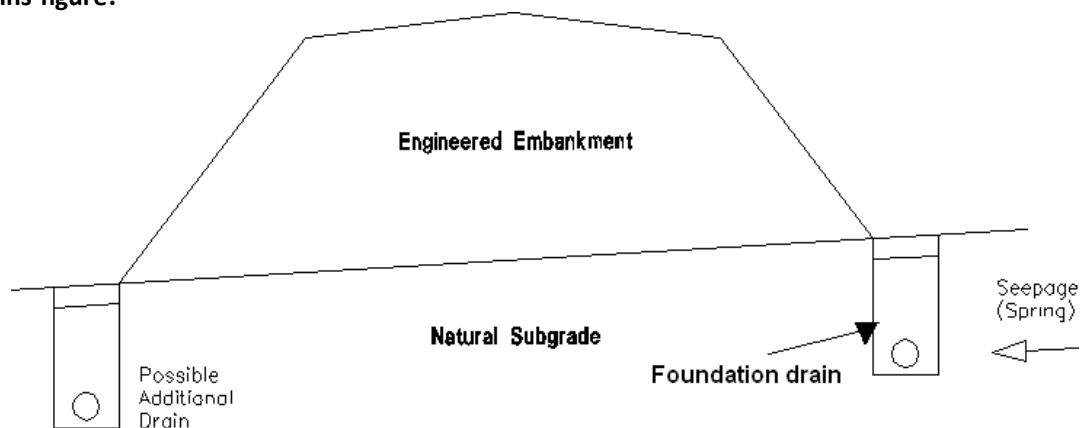 this figure?
Engineered Embankment
Seepage
(Spring)
Natural Subgrade
Foundation drain
Possible
Additional
Drain